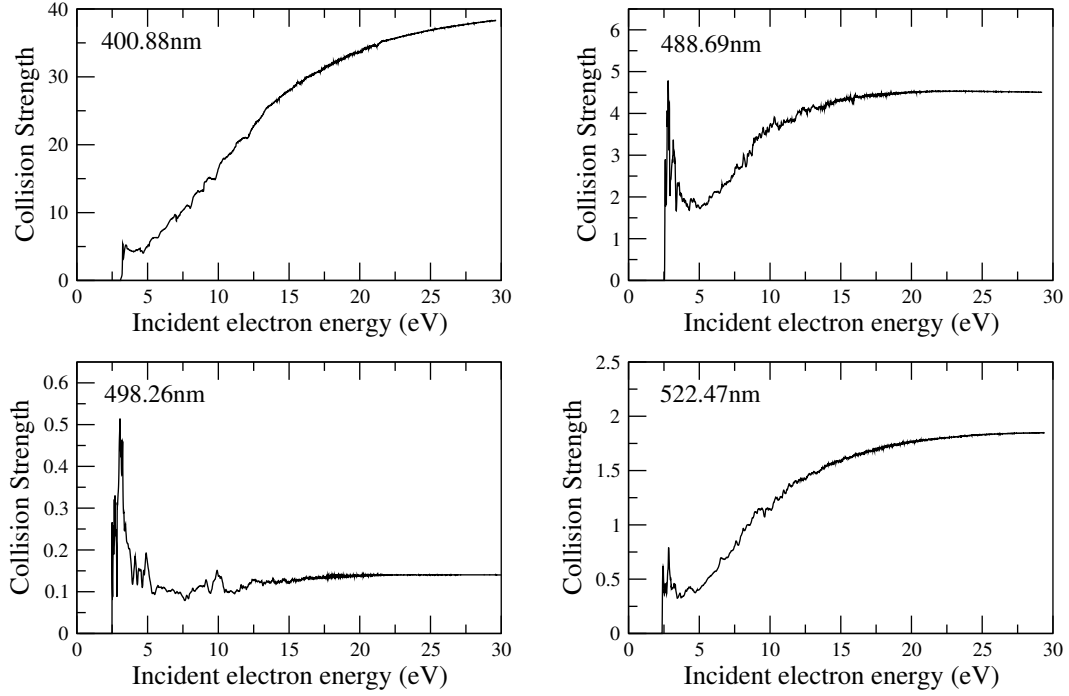 400.88nm
Collision Strength
40
30
20
10
0
0 5 10 15 20 25 30
Incident electron energy (eV)
488.69nm
Collision Strength
6
5
4
3
2
1
0
0 5 10 15 20 25 30
Incident electron energy (eV)
498.26nm
Collision Strength
0.6
0.5
0.4
0.3
0.2
0.1
0
0 5 10 15 20 25 30
Incident electron energy (eV)
522.47nm
Collision Strength
2.5
2
1.5
1
0.5
0
0 5 10 15 20 25 30
Incident electron energy (eV)